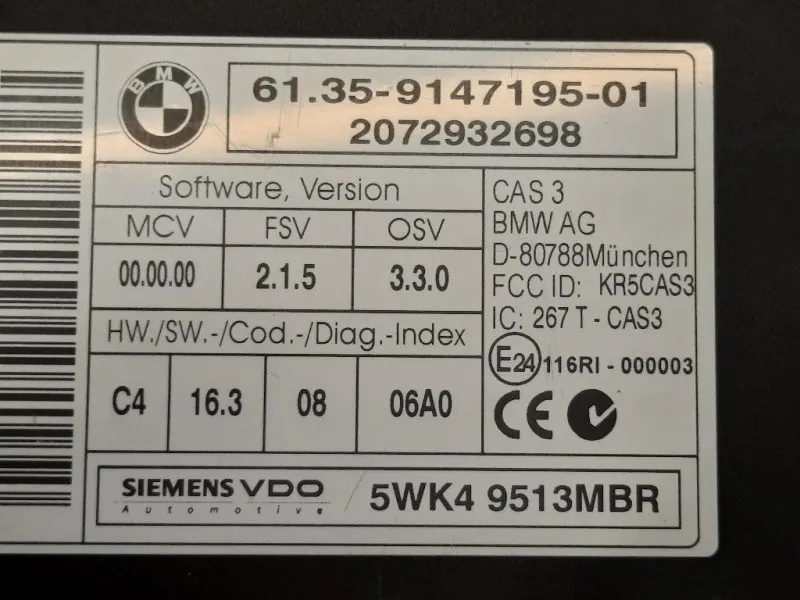 BMW
61.35-9147195-01
2072932698
Software, Version
MCV FSV OSV
00.00.00 2.1.5 3.3.0
HW./SW.-/Cod.-/Diag.-Index
C4 16.3 08 06A0
CAS 3
BMW AG
D-80788München
FCC ID: KR5CAS3
IC: 267 T - CAS3
E24 116RI - 000003
CE
SIEMENS VDO
Automotive
5WK4 9513MBR